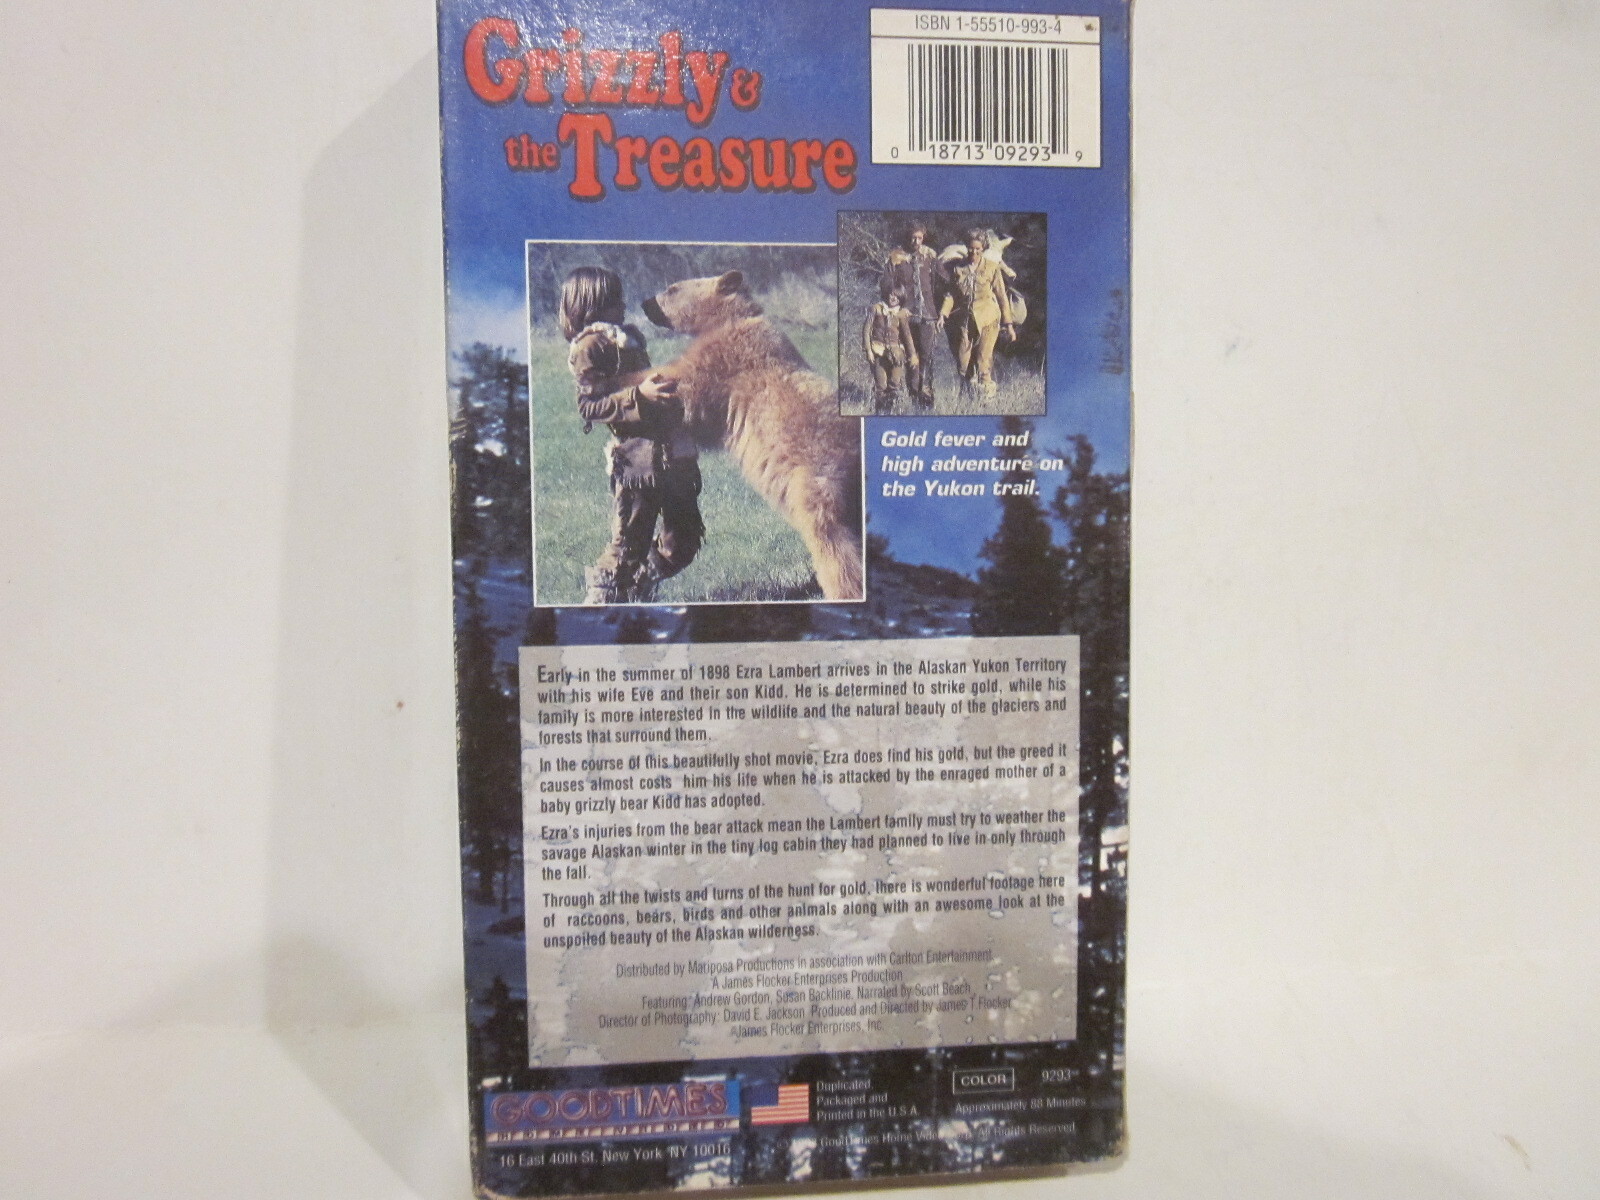 Grizzly &
the Treasure
ISBN 1-55510-993-4
0 18713 09293 9
Gold fever and
high adventure on
the Yukon trail.
Early in the summer of 1898 Ezra Lambert arrives in the Alaskan Yukon Territory
with his wife Eve and their son Kidd. He is determined to strike gold, while his
family is more interested in the wildlife and the natural beauty of the glaciers and
forests that surround them.
In the course of this beautifully shot movie, Ezra does find his gold, but the greed it
causes almost costs him his life when he is attacked by the enraged mother of a
baby grizzly bear Kidd has adopted.
Ezra's injuries from the bear attack mean the Lambert family must try to weather the
savage Alaskan winter in the tiny log cabin they had planned to live in only through
the fall.
Through all the twists and turns of the hunt for gold, there is wonderful footage here
of raccoons, bears, birds and other animals along with an awesome look at the
unspoiled beauty of the Alaskan wilderness.
Distributed by Mariposa Productions in association with Carlton Entertainment
A James Flocker Enterprises Production
Featuring: Andrew Gordon, Susan Backlinie. Narrated by Scott Beach
Director of Photography: David E. Jackson Produced and Directed by James T Flocker
©James Flocker Enterprises, Inc.
GOODTIMES
HOME VIDEO
16 East 40th St. New York NY 10016
Duplicated,
Packaged and
Printed in the U.S.A.
COLOR 9293
Approximately 88 Minutes
GoodTimes Home Video All Rights Reserved